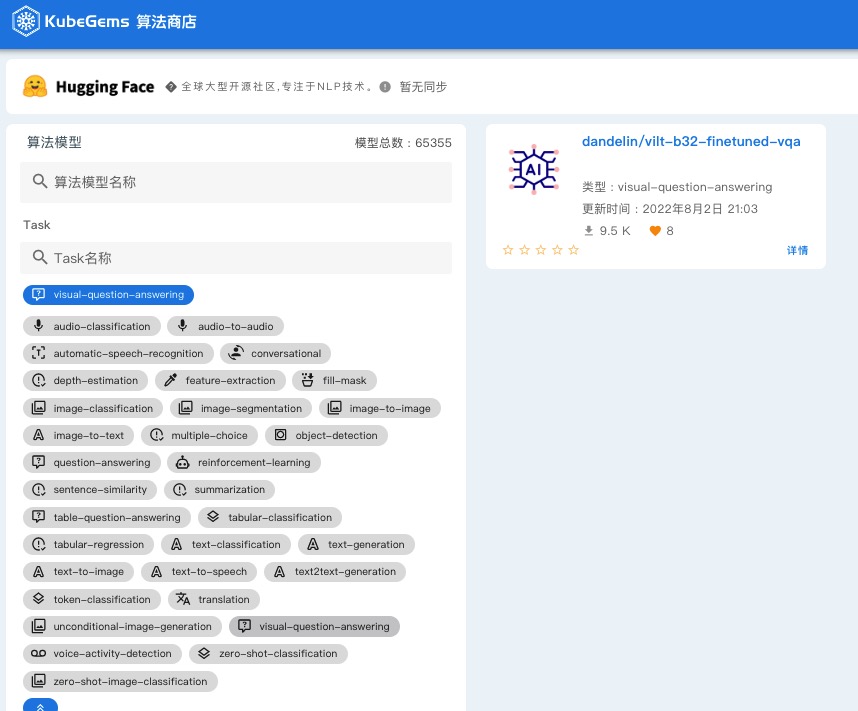 KubeGems 算法商店
Hugging Face 全球大型开源社区,专注于NLP技术。 暂无同步
算法模型 模型总数：65355
算法模型名称
Task
Task名称
visual-question-answering
audio-classification audio-to-audio
automatic-speech-recognition conversational
depth-estimation feature-extraction fill-mask
image-classification image-segmentation image-to-image
image-to-text multiple-choice object-detection
question-answering reinforcement-learning
sentence-similarity summarization
table-question-answering tabular-classification
tabular-regression text-classification text-generation
text-to-image text-to-speech text2text-generation
token-classification translation
unconditional-image-generation visual-question-answering
voice-activity-detection zero-shot-classification
zero-shot-image-classification
AI
dandelin/vilt-b32-finetuned-vqa
类型：visual-question-answering
更新时间：2022年8月2日 21:03
9.5 K 8
详情